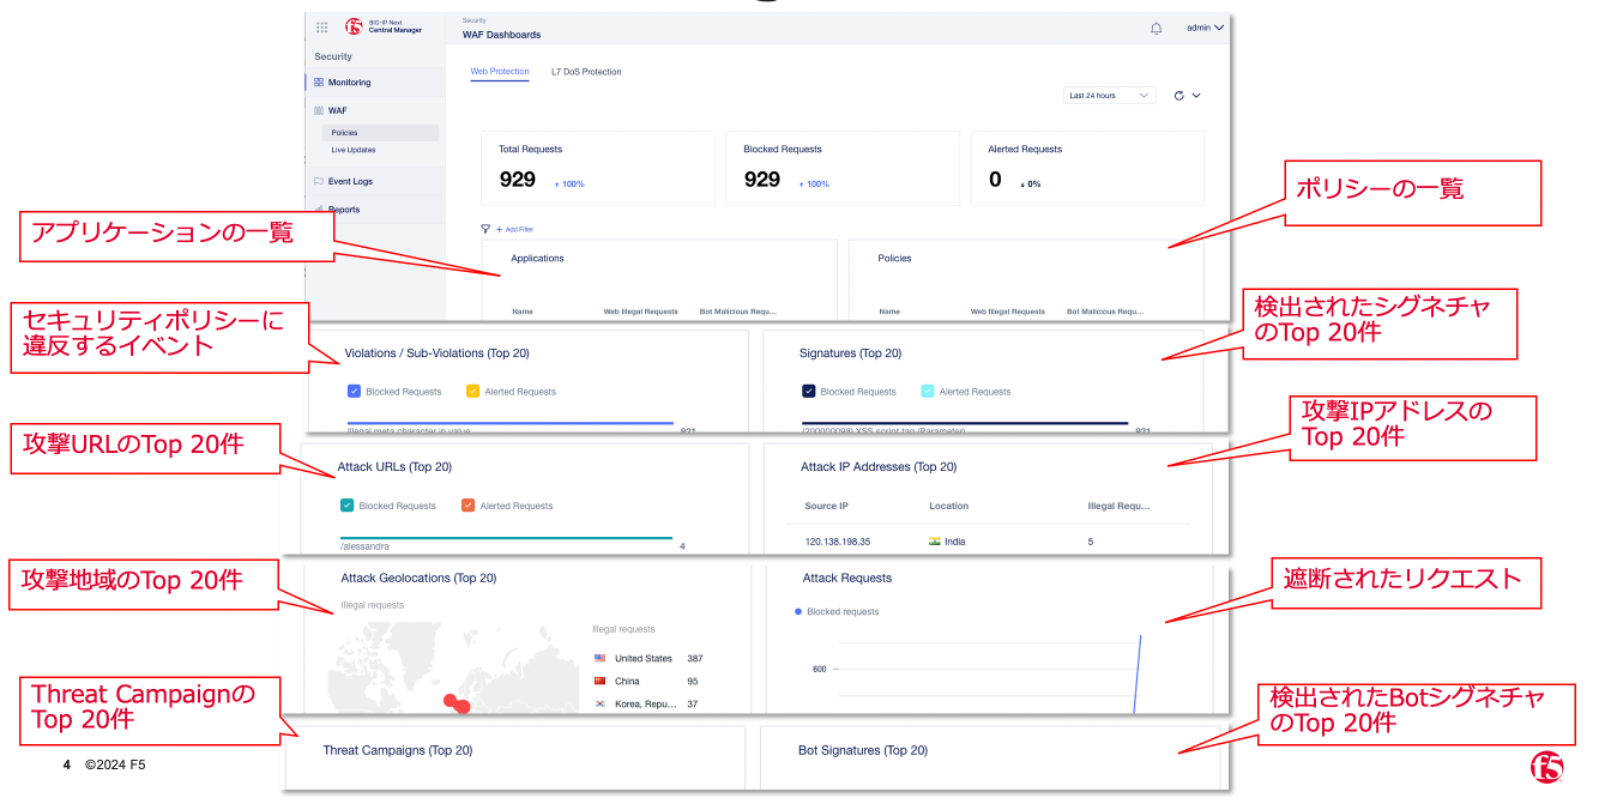 BIG-IP Next
Central Manager
Security
WAF Dashboards
admin
Security
Monitoring
WAF
Policies
Live Updates
Event Logs
Reports
Web Protection
L7 DoS Protection
Last 24 hours
Total Requests
929
100%
Blocked Requests
929
100%
Alerted Requests
0
0%
+ Add Filter
Applications
Name
Web Illegal Requests
Bot Malicious Requ...
Policies
Name
Web Illegal Requests
Bot Malicious Requ...
アプリケーションの一覧
ポリシーの一覧
セキュリティポリシーに
違反するイベント
検出されたシグネチャ
のTop 20件
Violations / Sub-Violations (Top 20)
Blocked Requests
Alerted Requests
Illegal meta character in value
921
Signatures (Top 20)
Blocked Requests
Alerted Requests
(200000098) XSS script tag (Parameter)
921
攻撃URLのTop 20件
攻撃IPアドレスの
Top 20件
Attack URLs (Top 20)
Blocked Requests
Alerted Requests
/alessandra
4
Attack IP Addresses (Top 20)
Source IP
Location
Illegal Requ...
120.138.198.35
India
5
攻撃地域のTop 20件
遮断されたリクエスト
Attack Geolocations (Top 20)
Illegal requests
Illegal requests
United States
387
China
95
Korea, Repu...
37
Attack Requests
Blocked requests
600
Threat Campaignの
Top 20件
検出されたBotシグネチャ
のTop 20件
Threat Campaigns (Top 20)
Bot Signatures (Top 20)
4 ©2024 F5
f5